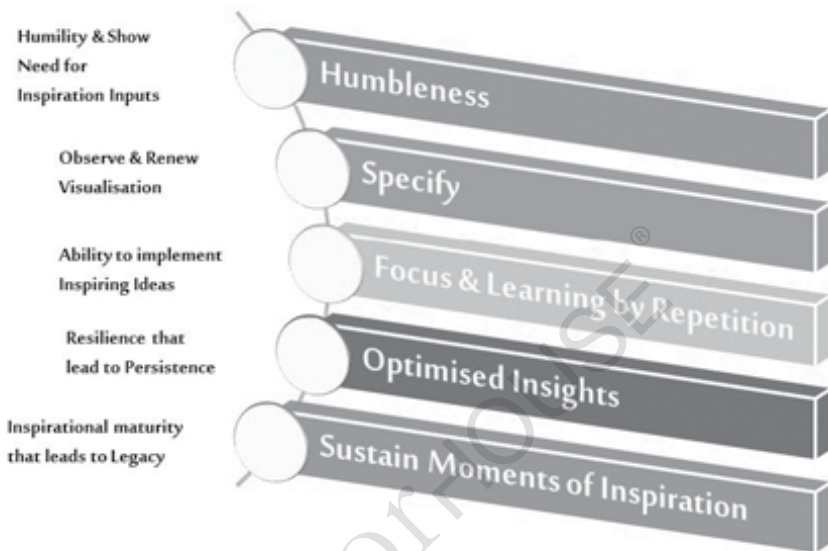 Humility & Show
Need for
Inspiration Inputs
Humbleness
Observe & Renew
Visualisation
Specify
Ability to implement
Inspiring Ideas
Focus & Learning by Repetition
Resilience that
lead to Persistence
Optimised Insights
Inspirational maturity
that leads to Legacy
Sustain Moments of Inspiration
orHOUSE®